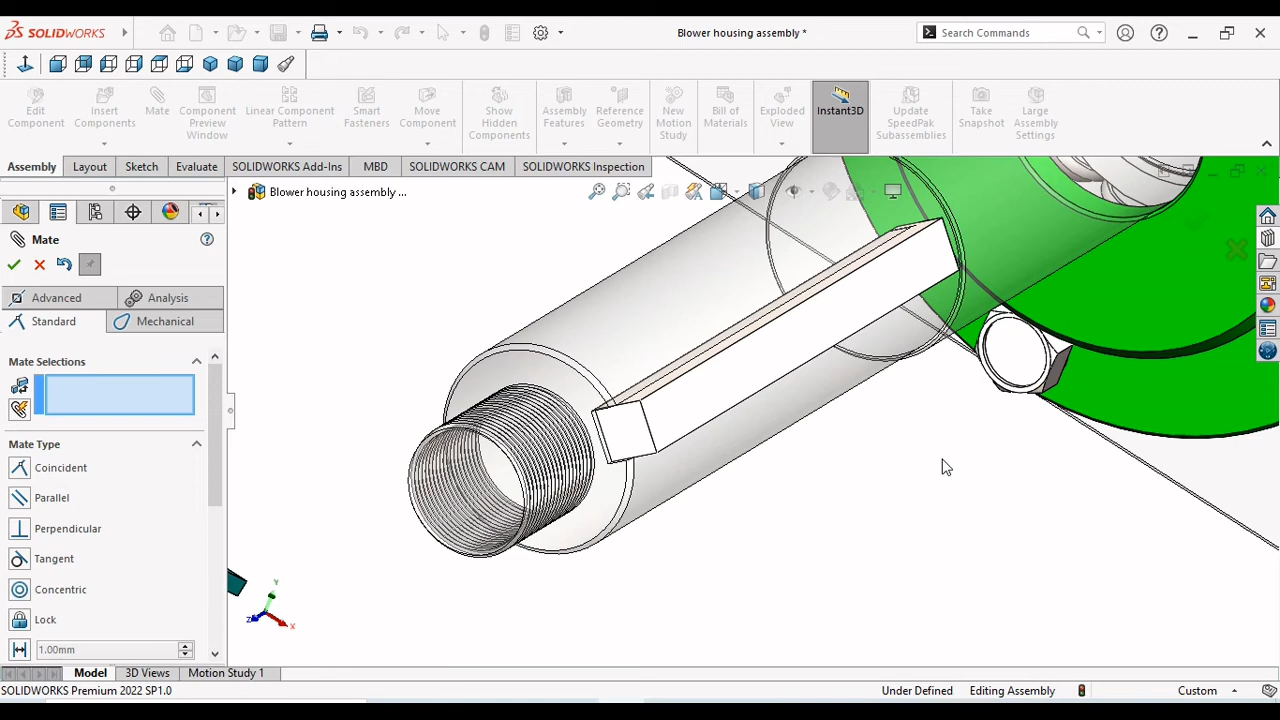 SOLIDWORKS
Blower housing assembly *
Search Commands
Edit Component
Insert Components
Mate
Component Preview Window
Linear Component Pattern
Smart Fasteners
Move Component
Show Hidden Components
Assembly Features
Reference Geometry
New Motion Study
Bill of Materials
Exploded View
Instant3D
Update SpeedPak Subassemblies
Take Snapshot
Large Assembly Settings
Assembly
Layout
Sketch
Evaluate
SOLIDWORKS Add-Ins
MBD
SOLIDWORKS CAM
SOLIDWORKS Inspection
Blower housing assembly ...
Mate
Advanced
Analysis
Standard
Mechanical
Mate Selections
Mate Type
Coincident
Parallel
Perpendicular
Tangent
Concentric
Lock
1.00mm
Y
Z
X
Model
3D Views
Motion Study 1
SOLIDWORKS Premium 2022 SP1.0
Under Defined
Editing Assembly
Custom